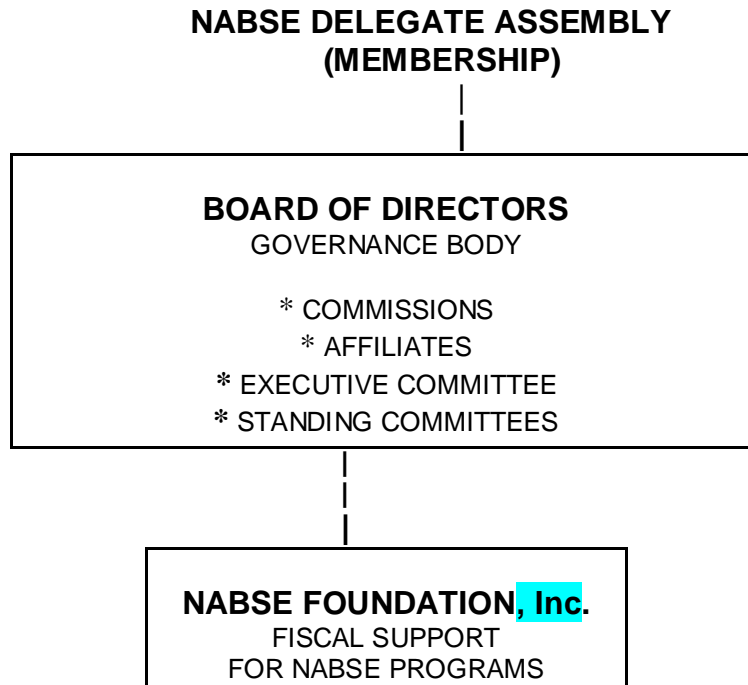 NABSE DELEGATE ASSEMBLY
(MEMBERSHIP)
BOARD OF DIRECTORS
GOVERNANCE BODY
* COMMISSIONS
* AFFILIATES
* EXECUTIVE COMMITTEE
* STANDING COMMITTEES
NABSE FOUNDATION, Inc.
FISCAL SUPPORT
FOR NABSE PROGRAMS